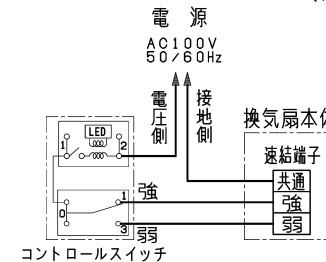 電 源
AC100V
50/60Hz
電圧側
接地側
換気扇本体
速結端子
共通
強
弱
LED
1
2
0
1
3
強
弱
コントロールスイッチ